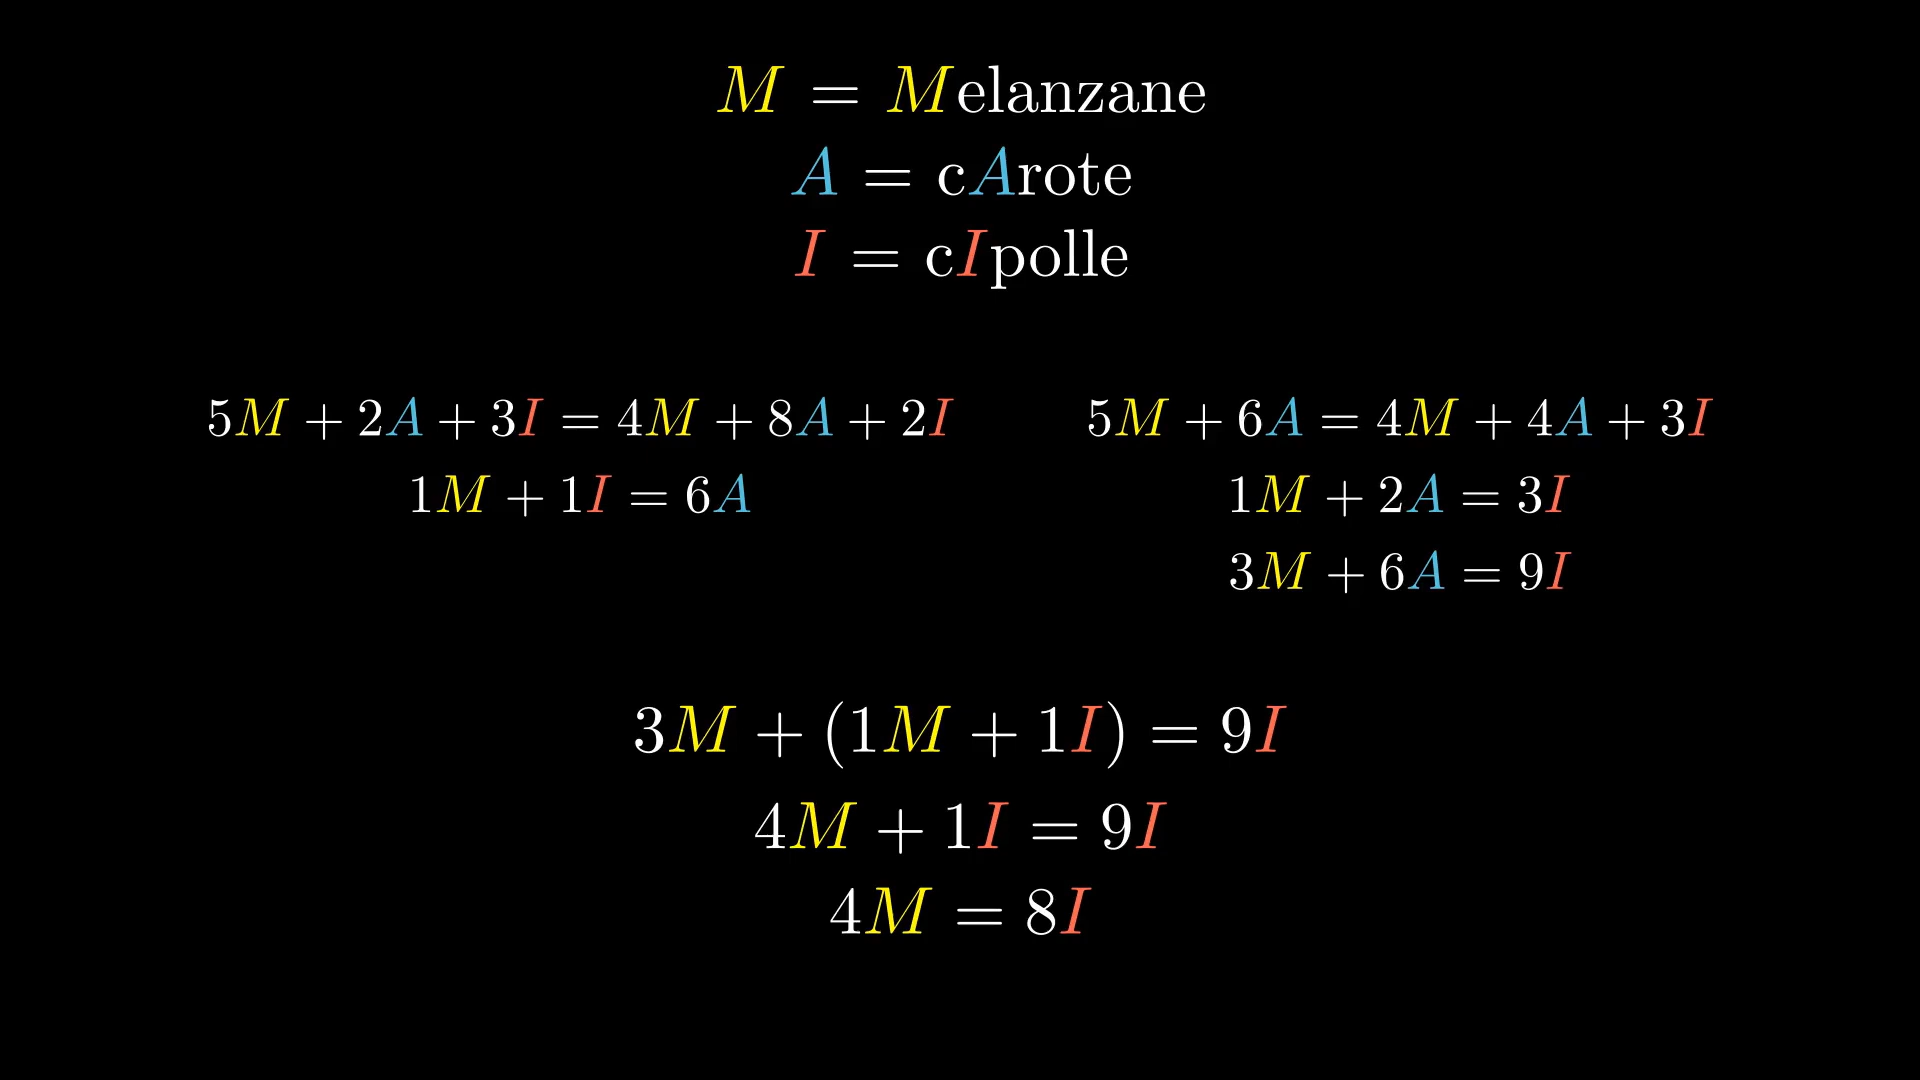 M = Melanzane
A = cArote
I = cIpolle
5M + 2A + 3I = 4M + 8A + 2I
1M + 1I = 6A
5M + 6A = 4M + 4A + 3I
1M + 2A = 3I
3M + 6A = 9I
3M + (1M + 1I) = 9I
4M + 1I = 9I
4M = 8I